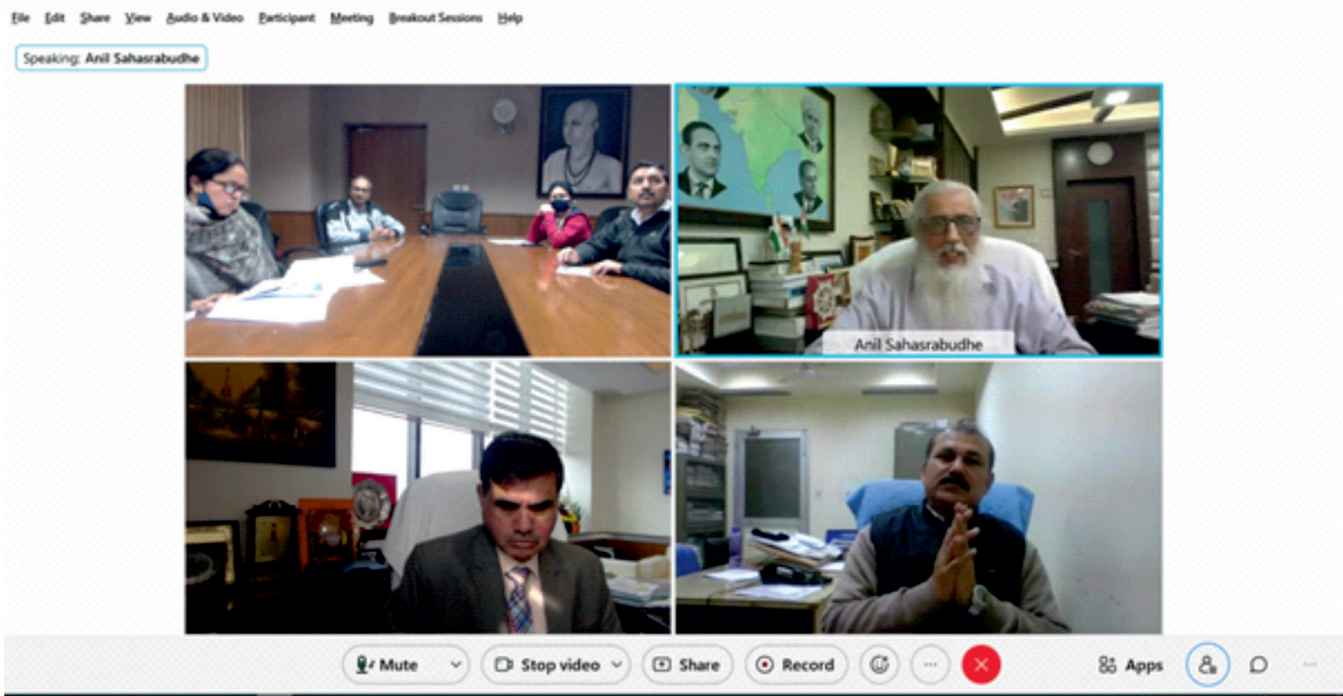 File Edit Share View Audio & Video Participant Meeting Breakout Sessions Help
Speaking: Anil Sahasrabudhe
Anil Sahasrabudhe
Mute Stop video Share Record Apps